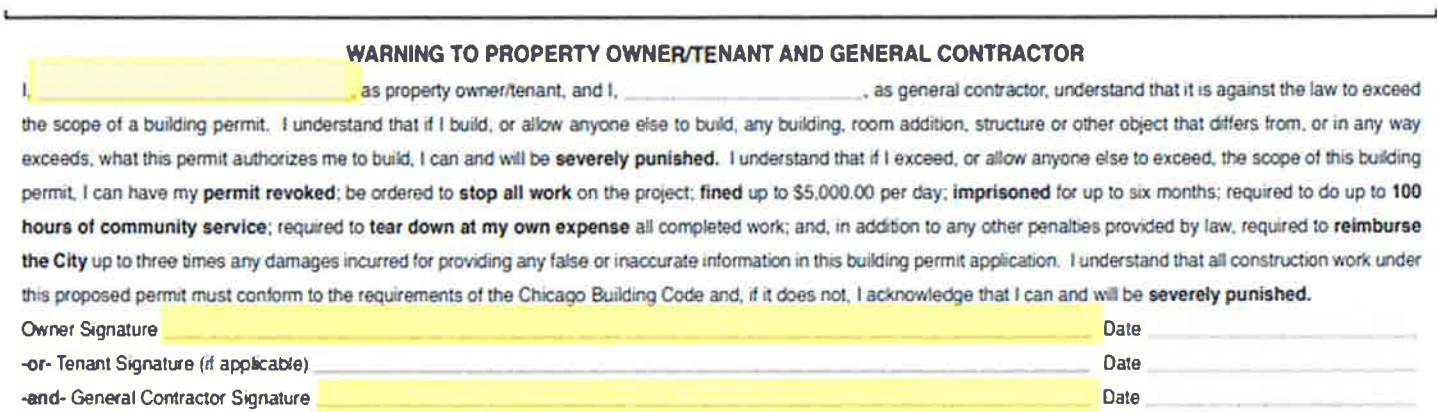 WARNING TO PROPERTY OWNER/TENANT AND GENERAL CONTRACTOR
I, , as property owner/tenant, and I, , as general contractor, understand that it is against the law to exceed
the scope of a building permit. I understand that if I build, or allow anyone else to build, any building, room addition, structure or other object that differs from, or in any way
exceeds, what this permit authorizes me to build, I can and will be severely punished. I understand that if I exceed, or allow anyone else to exceed, the scope of this building
permit, I can have my permit revoked; be ordered to stop all work on the project; fined up to $5,000.00 per day; imprisoned for up to six months; required to do up to 100
hours of community service; required to tear down at my own expense all completed work; and, in addition to any other penalties provided by law, required to reimburse
the City up to three times any damages incurred for providing any false or inaccurate information in this building permit application. I understand that all construction work under
this proposed permit must conform to the requirements of the Chicago Building Code and, if it does not, I acknowledge that I can and will be severely punished.
Owner Signature Date
-or- Tenant Signature (if applicable) Date
-and- General Contractor Signature Date